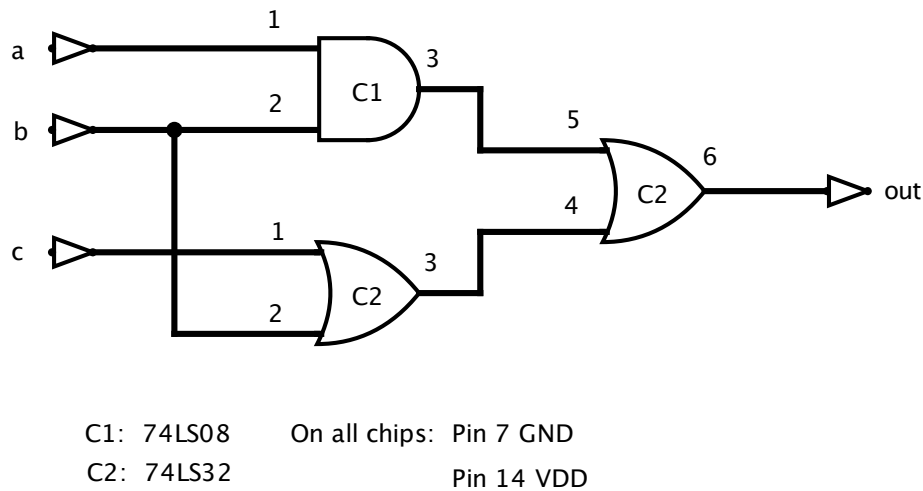 1
a
3
C1
2
b
5
6
C2
out
4
1
c
3
C2
2
C1: 74LS08 On all chips: Pin 7 GND
C2: 74LS32 Pin 14 VDD